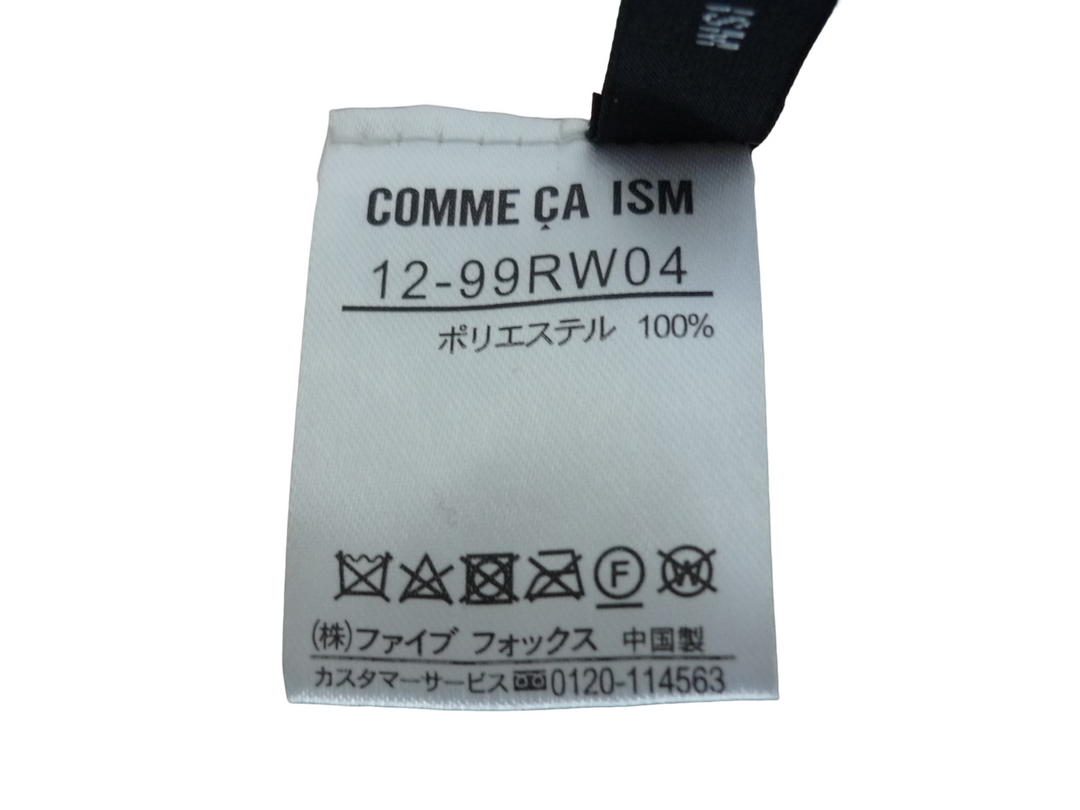 ISM
COMME ÇA ISM
12-99RW04
ポリエステル 100%
F W
(株)ファイブ フォックス 中国製
カスタマーサービス 0120-114563